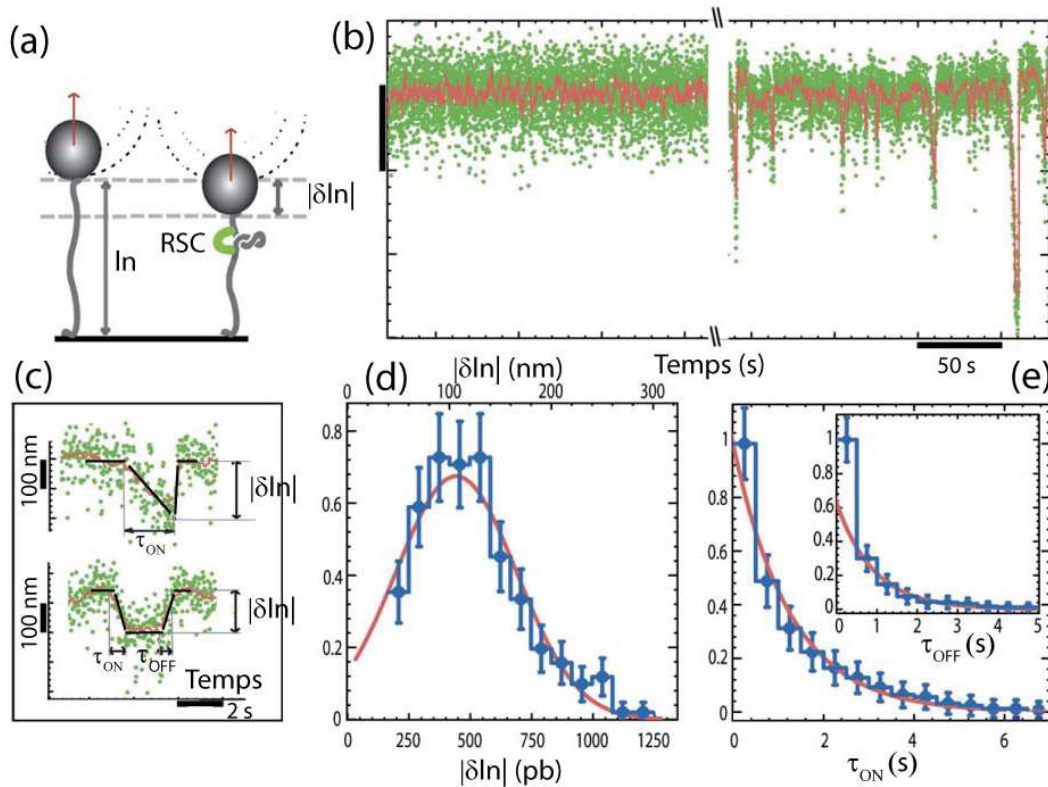 (a)
|δln|
RSC
ln
(b)
//
//
Temps (s)
50 s
(c)
100 nm
|δln|
τON
100 nm
|δln|
τON
τOFF
Temps
2 s
(d)
|δln| (nm)
0
100
200
300
0.8
0.6
0.4
0.2
0
0
250
500
750
1000
1250
|δln| (pb)
(e)
1
0.8
0.6
0.4
0.2
0
0
2
4
6
τON (s)
1
0.8
0.6
0.4
0.2
0
0
1
2
3
4
5
τOFF (s)